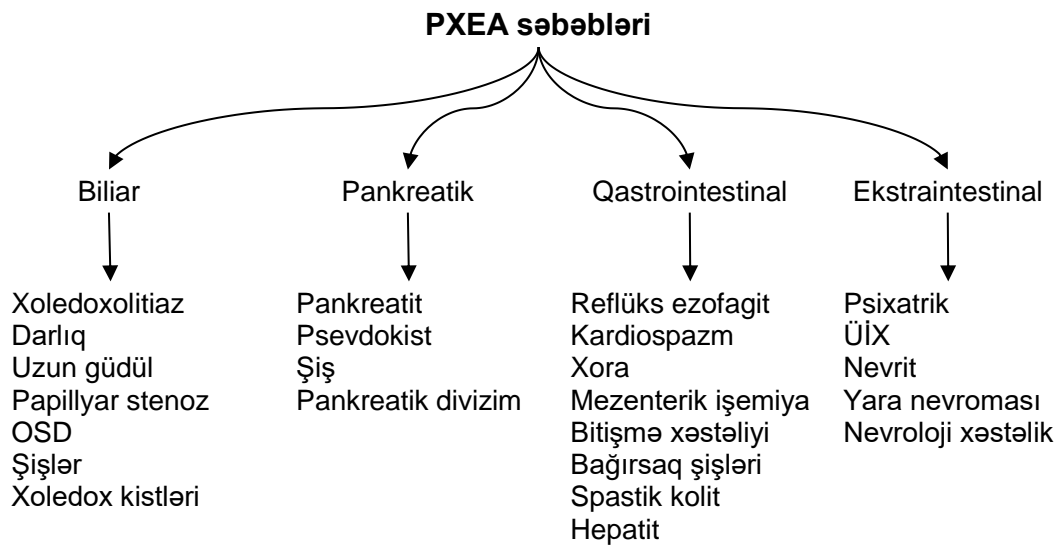 PXEA səbəbləri
Biliar
Pankreatik
Qastrointestinal
Ekstraintestinal
Xoledoxolitiaz
Darlıq
Uzun güdül
Papillyar stenoz
OSD
Şişlər
Xoledox kistləri
Pankreatit
Psevdokist
Şiş
Pankreatik divizim
Reflüks ezofagit
Kardiospazm
Xora
Mezenterik işemiya
Bitişmə xəstəliyi
Bağırsaq şişləri
Spastik kolit
Hepatit
Psixatrik
ÜİX
Nevrit
Yara nevroması
Nevroloji xəstəlik